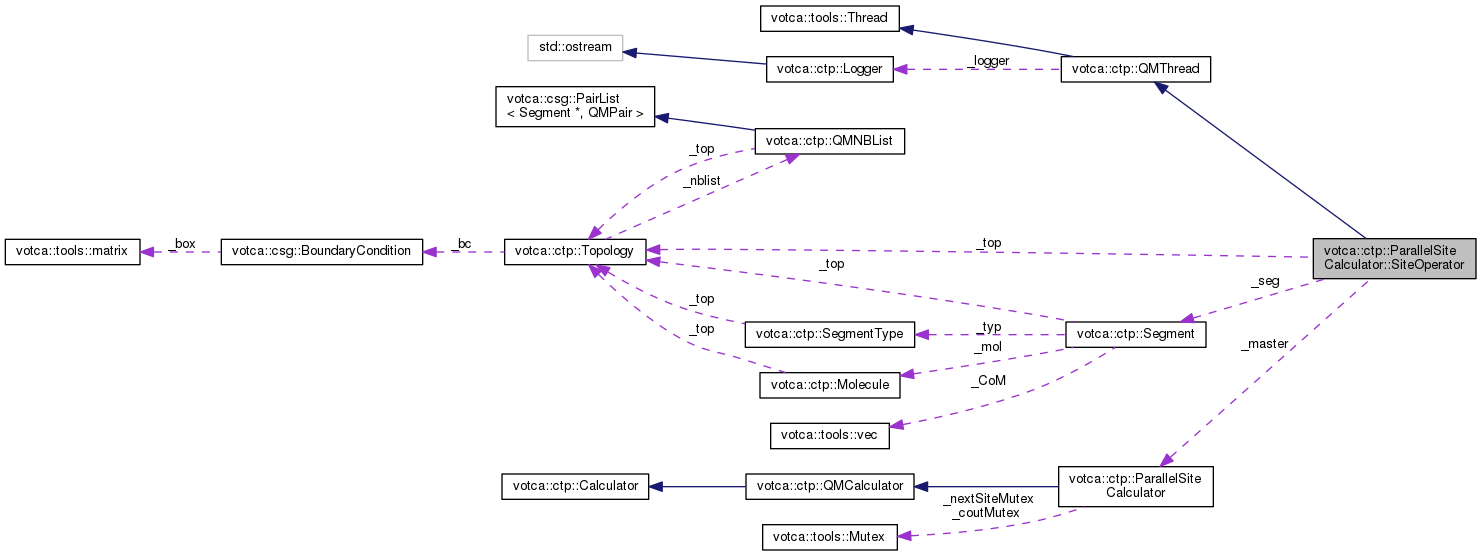 votca::tools::Thread
std::ostream
votca::ctp::Logger
_logger
votca::ctp::QMThread
votca::csg::PairList
< Segment *, QMPair >
votca::ctp::QMNBList
_top
_nblist
votca::tools::matrix
_box
votca::csg::BoundaryCondition
_bc
votca::ctp::Topology
_top
votca::ctp::ParallelSite
Calculator::SiteOperator
_top
_seg
_top
votca::ctp::SegmentType
_typ
votca::ctp::Segment
_top
_mol
_master
votca::ctp::Molecule
_CoM
votca::tools::vec
votca::ctp::Calculator
votca::ctp::QMCalculator
votca::ctp::ParallelSite
Calculator
_nextSiteMutex
_coutMutex
votca::tools::Mutex